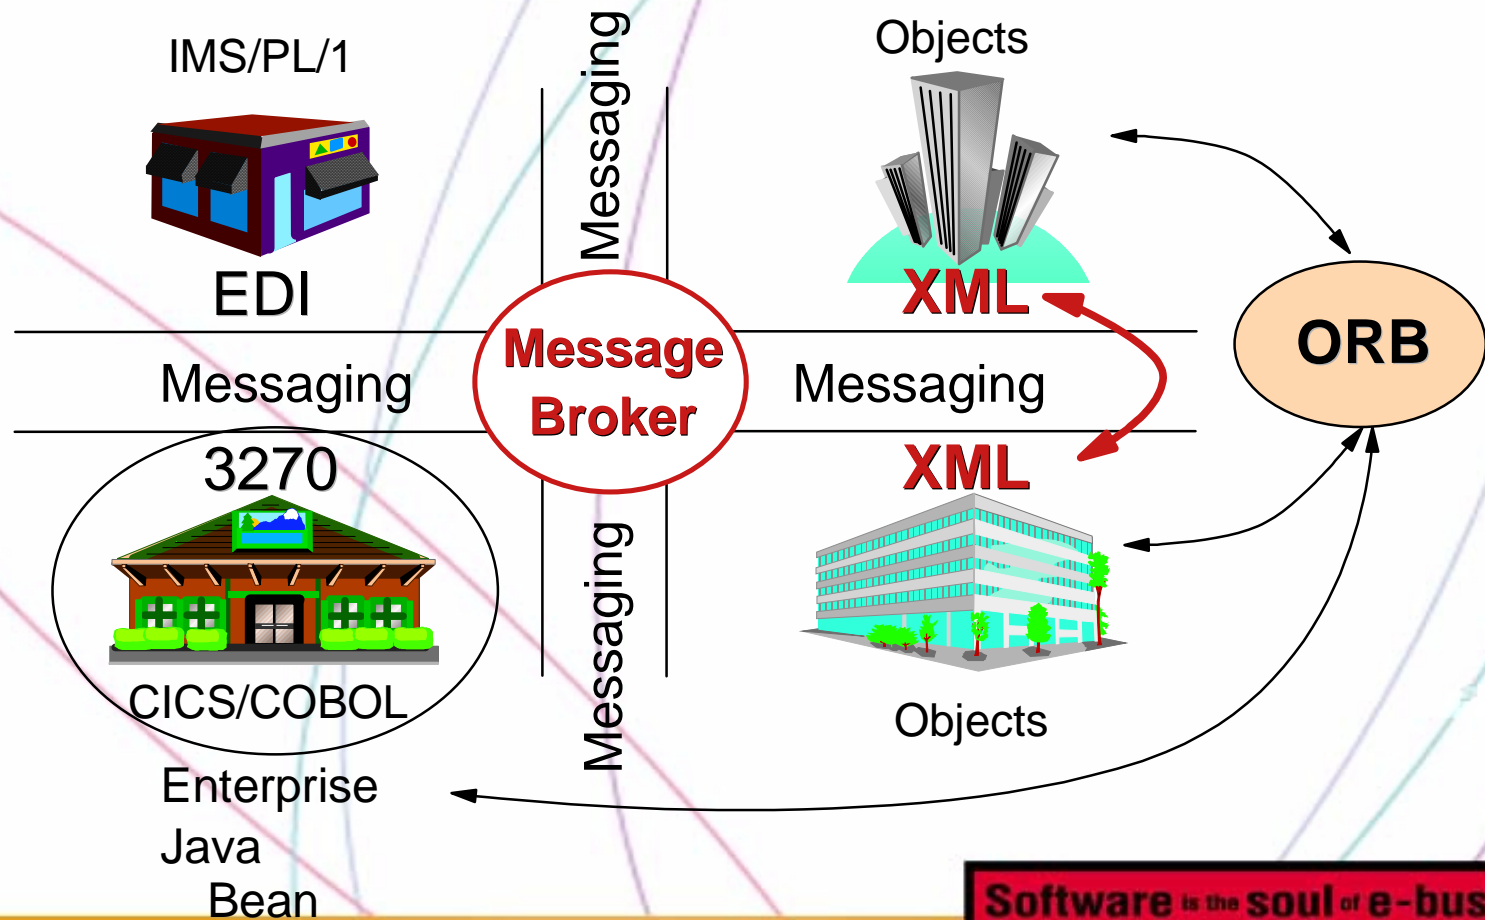 IMS/PL/1
EDI
Messaging
Objects
XML
Messaging
Message
Broker
Messaging
ORB
3270
CICS/COBOL
Enterprise
Java
Bean
Messaging
XML
Objects
Software is the soul of e-bus